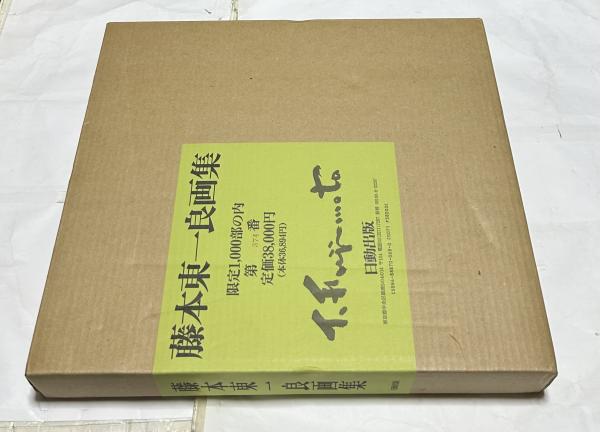 藤本東一良画集
限定1,000部の内
第 374 番
定価38,000円
(本体36,894円)
日動出版
藤本東一良画集